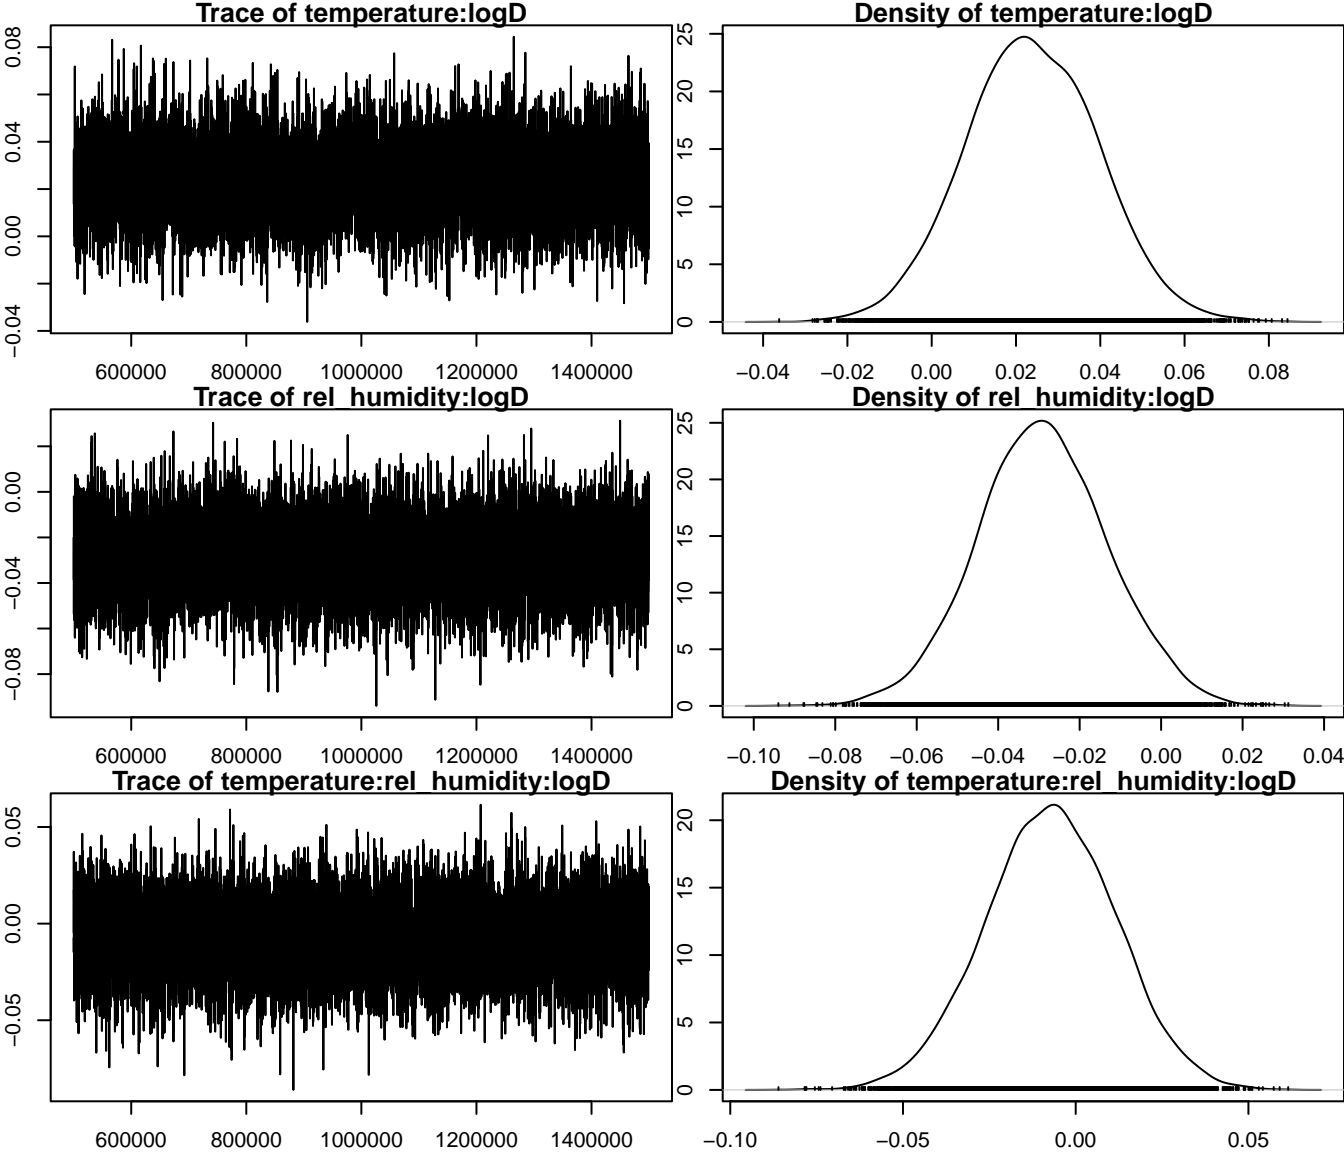 Trace of temperature:logD
0.08
0.04
0.00
−0.04
600000 800000 1000000 1200000 1400000
Density of temperature:logD
25
20
15
10
5
0
−0.04 −0.02 0.00 0.02 0.04 0.06 0.08
Trace of rel_humidity:logD
0.00
−0.04
−0.08
600000 800000 1000000 1200000 1400000
Density of rel_humidity:logD
25
20
15
10
5
0
−0.10 −0.08 −0.06 −0.04 −0.02 0.00 0.02 0.04
Trace of temperature:rel_humidity:logD
0.05
0.00
−0.05
600000 800000 1000000 1200000 1400000
Density of temperature:rel_humidity:logD
20
15
10
5
0
−0.10 −0.05 0.00 0.05